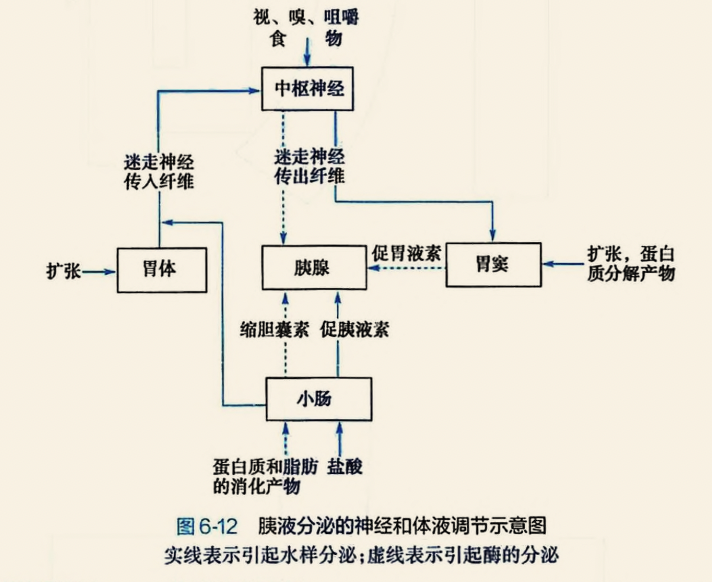 视、嗅、咀嚼
食 物
中枢神经
迷走神经
传入纤维
迷走神经
传出纤维
扩张
胃体
胰腺
促胃液素
胃窦
扩张，蛋白
质分解产物
缩胆囊素 促胰液素
小肠
蛋白质和脂肪 盐酸
的消化产物
图 6-12 胰液分泌的神经和体液调节示意图
实线表示引起水样分泌；虚线表示引起酶的分泌